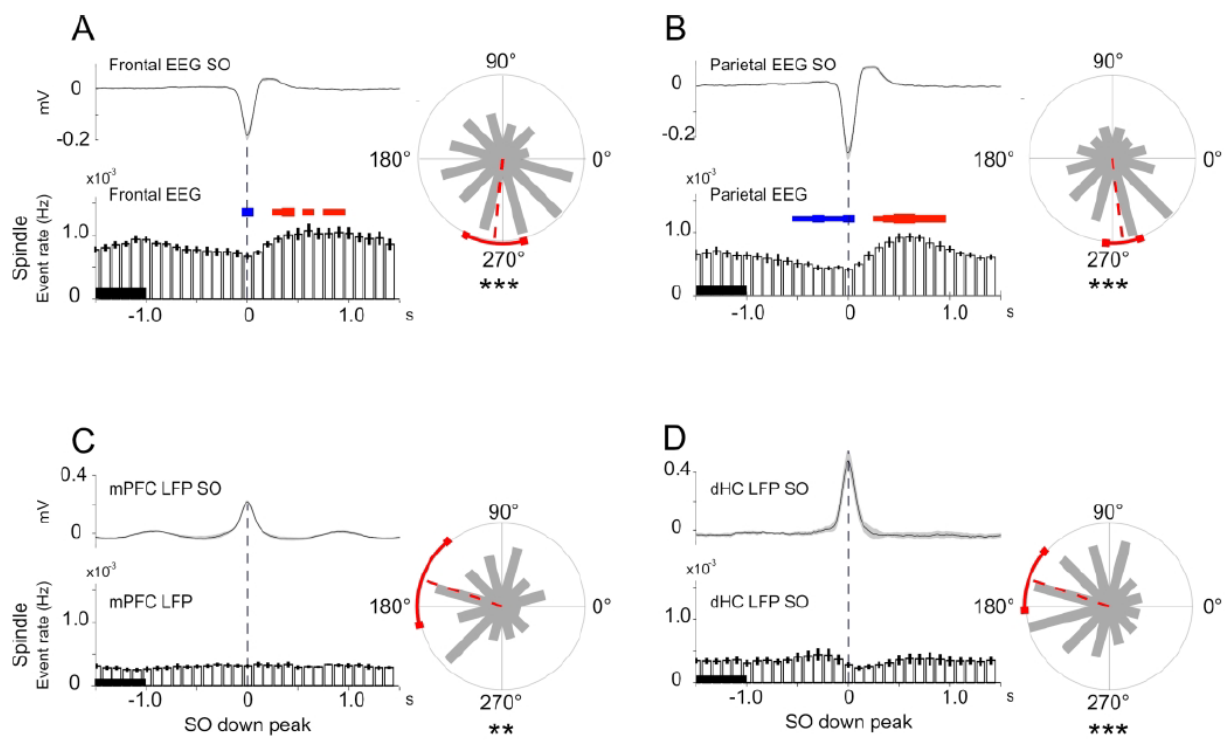 A
Frontal EEG SO
mV
0
-0.2
90°
180°
0°
270°
***
x10⁻³
Frontal EEG
Spindle
Event rate (Hz)
1.0
0
-1.0 0 1.0 s
B
Parietal EEG SO
0
-0.2
90°
180°
0°
270°
***
x10⁻³
Parietal EEG
1.0
0
-1.0 0 1.0 s
C
mPFC LFP SO
0.4
mV
0
90°
180°
0°
270°
**
x10⁻³
mPFC LFP
Spindle
Event rate (Hz)
1.0
0
-1.0 0 1.0 s
SO down peak
D
dHC LFP SO
0.4
0
90°
180°
0°
270°
***
x10⁻³
dHC LFP SO
1.0
0
-1.0 0 1.0 s
SO down peak